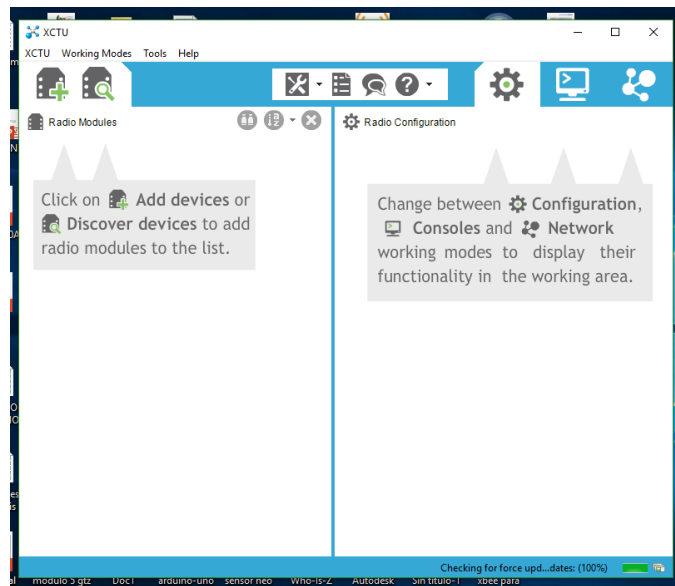 XCTU
XCTU Working Modes Tools Help
Radio Modules
Radio Configuration
Click on Add devices or
Discover devices to add
radio modules to the list.
Change between Configuration,
Consoles and Network
working modes to display their
functionality in the working area.
Checking for force upd...dates: (100%)
modulo 5 gtz Doc1 arduino-uno sensor neo Who-Is-Z Autodesk Sin titulo-1 xbee para